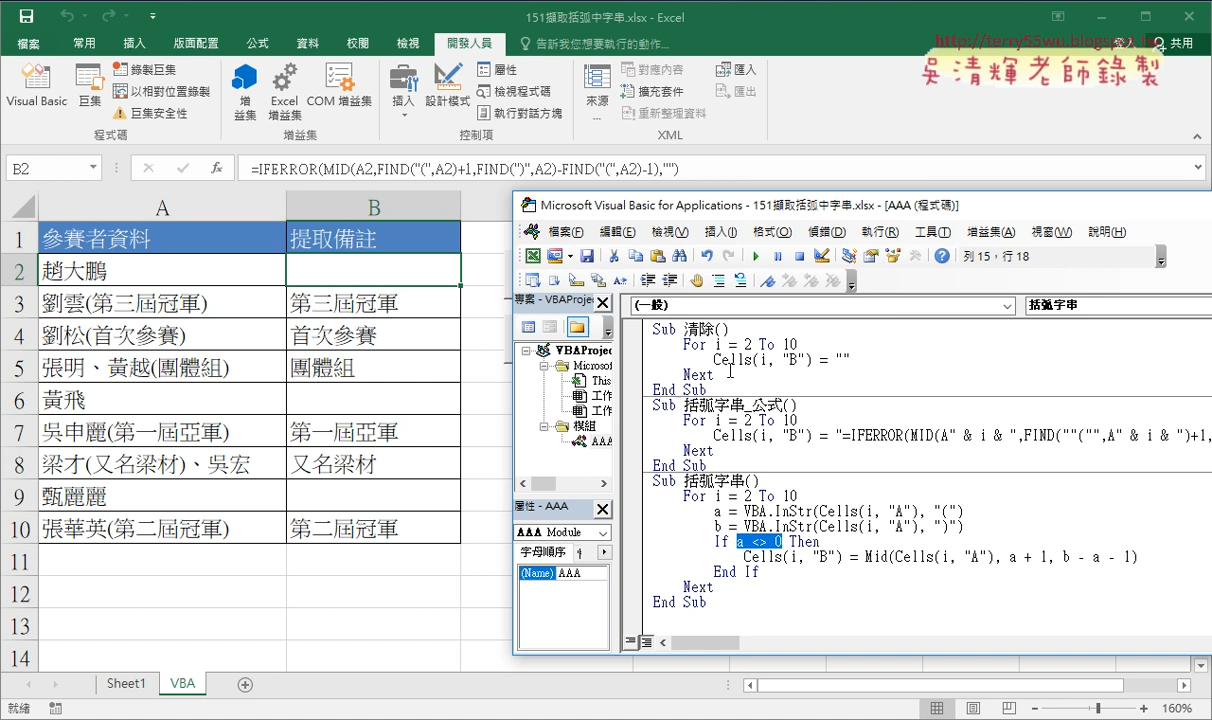 151擷取括弧中字串.xlsx - Excel
http://terry55wu.blogspot.tw
吳清輝老師錄製
檔案 常用 插入 版面配置 公式 資料 校閱 檢視 開發人員 告訴我您想要執行的動作... 登入 共用
Visual Basic 巨集 錄製巨集 以相對位置錄製 巨集安全性 程式碼
增益集 Excel 增益集 COM 增益集 增益集
插入 設計模式 屬性 檢視程式碼 執行對話方塊 控制項
來源 ... 對應內容 擴充套件 重新整理資料 匯入 匯出 XML
B2 fx =IFERROR(MID(A2,FIND("(",A2)+1,FIND(")",A2)-FIND("(",A2)-1),"")
A B
1 參賽者資料 提取備註
2 趙大鵬
3 劉雲(第三屆冠軍) 第三屆冠軍
4 劉松(首次參賽) 首次參賽
5 張明、黃越(團體組) 團體組
6 黃飛
7 吳申麗(第一屆亞軍) 第一屆亞軍
8 梁才(又名梁材)、吳宏 又名梁材
9 甄麗麗
10 張華英(第二屆冠軍) 第二屆冠軍
11
12
13
14
Microsoft Visual Basic for Applications - 151擷取括弧中字串.xlsx - [AAA (程式碼)]
檔案(F) 編輯(E) 檢視(V) 插入(I) 格式(O) 偵錯(D) 執行(R) 工具(T) 增益集(A) 視窗(W) 說明(H)
列 15，行 18
專案 - VBAProje
VBAProjec
Microsof
This
工作
工作
模組
AAA
屬性 - AAA
AAA Module
字母順序
(Name) AAA
(一般) 括弧字串
Sub 清除()
For i = 2 To 10
Cells(i, "B") = ""
Next
End Sub
Sub 括弧字串_公式()
For i = 2 To 10
Cells(i, "B") = "=IFERROR(MID(A" & i & ",FIND(""("",A" & i & ")+1,
Next
End Sub
Sub 括弧字串()
For i = 2 To 10
a = VBA.InStr(Cells(i, "A"), "(")
b = VBA.InStr(Cells(i, "A"), ")")
If a <> 0 Then
Cells(i, "B") = Mid(Cells(i, "A"), a + 1, b - a - 1)
End If
Next
End Sub
Sheet1 VBA
就緒 160%